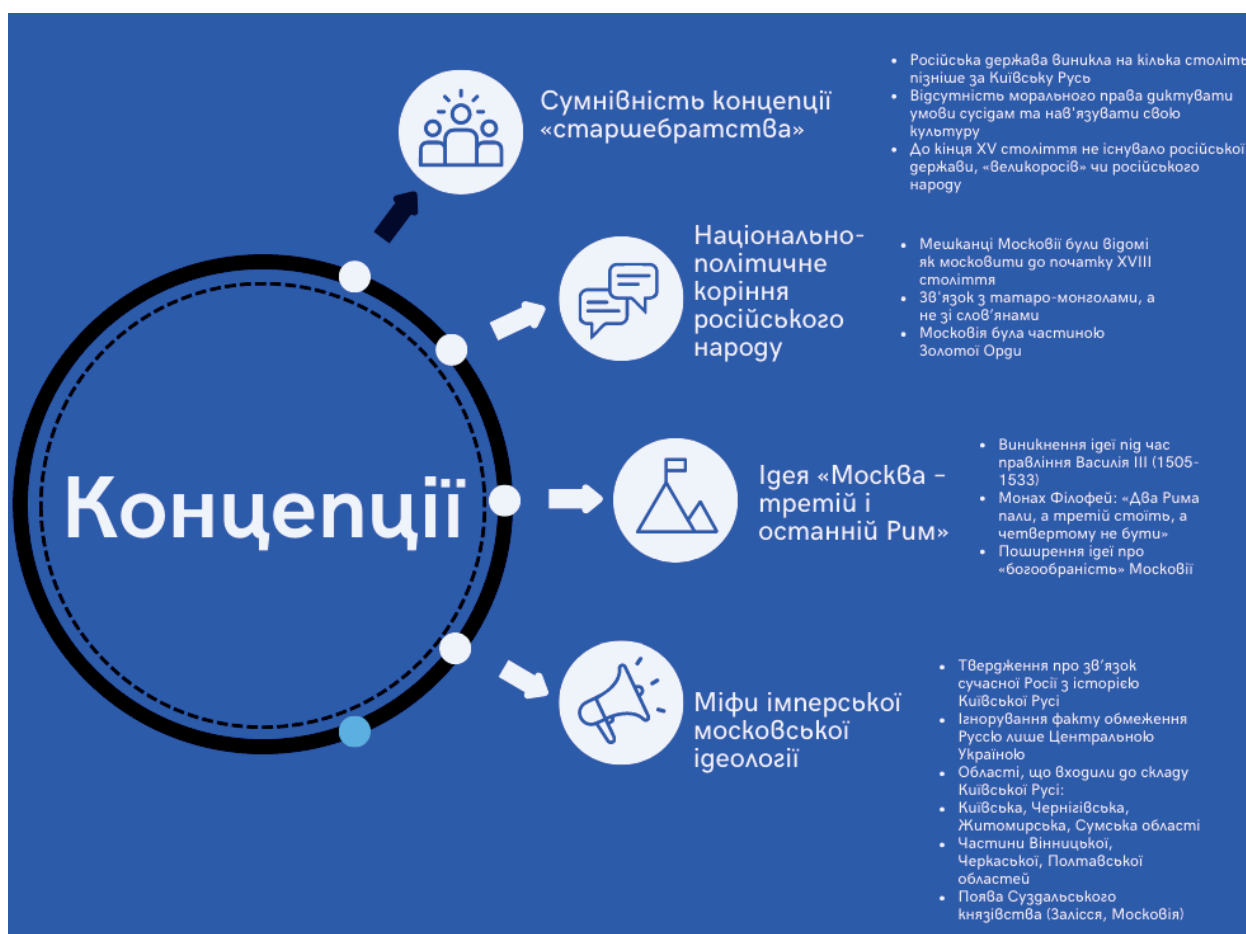 Концепції
Сумнівність концепції
«старшебратства»
• Російська держава виникла на кілька століть
пізніше за Київську Русь
• Відсутність морального права диктувати
умови сусідам та нав'язувати свою
культуру
• До кінця XV століття не існувало російської
держави, «великоросів» чи російського
народу
Національно-
політичне
коріння
російського
народу
• Мешканці Московії були відомі
як московити до початку XVIII
століття
• Зв'язок з татаро-монголами, а
не зі слов’янами
• Московія була частиною
Золотої Орди
Ідея «Москва –
третій і
останній Рим»
• Виникнення ідеї під час
правління Василія III (1505-
1533)
• Монах Філофей: «Два Рима
пали, а третій стоїть, а
четвертому не бути»
• Поширення ідеї про
«богообраність» Московії
Міфи імперської
московської
ідеології
• Твердження про зв’язок
сучасної Росії з історією
Київської Русі
• Ігнорування факту обмеження
Руссю лише Центральною
Україною
• Області, що входили до складу
Київської Русі:
• Київська, Чернігівська,
Житомирська, Сумська області
• Частини Вінницької,
Черкаської, Полтавської
областей
• Поява Суздальського
князівства (Залісся, Московія)